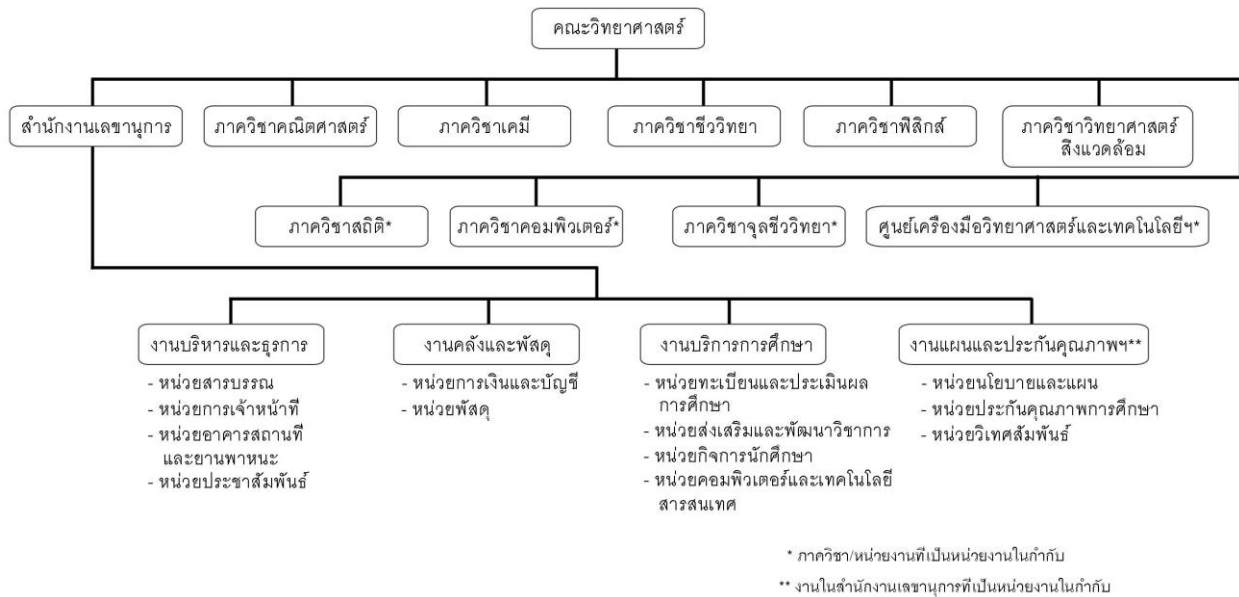 คณะวิทยาศาสตร์
สำนักงานเลขานุการ
ภาควิชาคณิตศาสตร์
ภาควิชาเคมี
ภาควิชาชีววิทยา
ภาควิชาฟิสิกส์
ภาควิชาวิทยาศาสตร์
สิ่งแวดล้อม
ภาควิชาสถิติ*
ภาควิชาคอมพิวเตอร์*
ภาควิชาจุลชีววิทยา*
ศูนย์เครื่องมือวิทยาศาสตร์และเทคโนโลยีฯ*
งานบริหารและธุรการ
- หน่วยสารบรรณ
- หน่วยการเจ้าหน้าที่
- หน่วยอาคารสถานที่
และยานพาหนะ
- หน่วยประชาสัมพันธ์
งานคลังและพัสดุ
- หน่วยการเงินและบัญชี
- หน่วยพัสดุ
งานบริการการศึกษา
- หน่วยทะเบียนและประเมินผล
การศึกษา
- หน่วยส่งเสริมและพัฒนาวิชาการ
- หน่วยกิจการนักศึกษา
- หน่วยคอมพิวเตอร์และเทคโนโลยี
สารสนเทศ
งานแผนและประกันคุณภาพฯ**
- หน่วยนโยบายและแผน
- หน่วยประกันคุณภาพการศึกษา
- หน่วยวิเทศสัมพันธ์
* ภาควิชา/หน่วยงานที่เป็นหน่วยงานในกำกับ
** งานในสำนักงานเลขานุการที่เป็นหน่วยงานในกำกับ